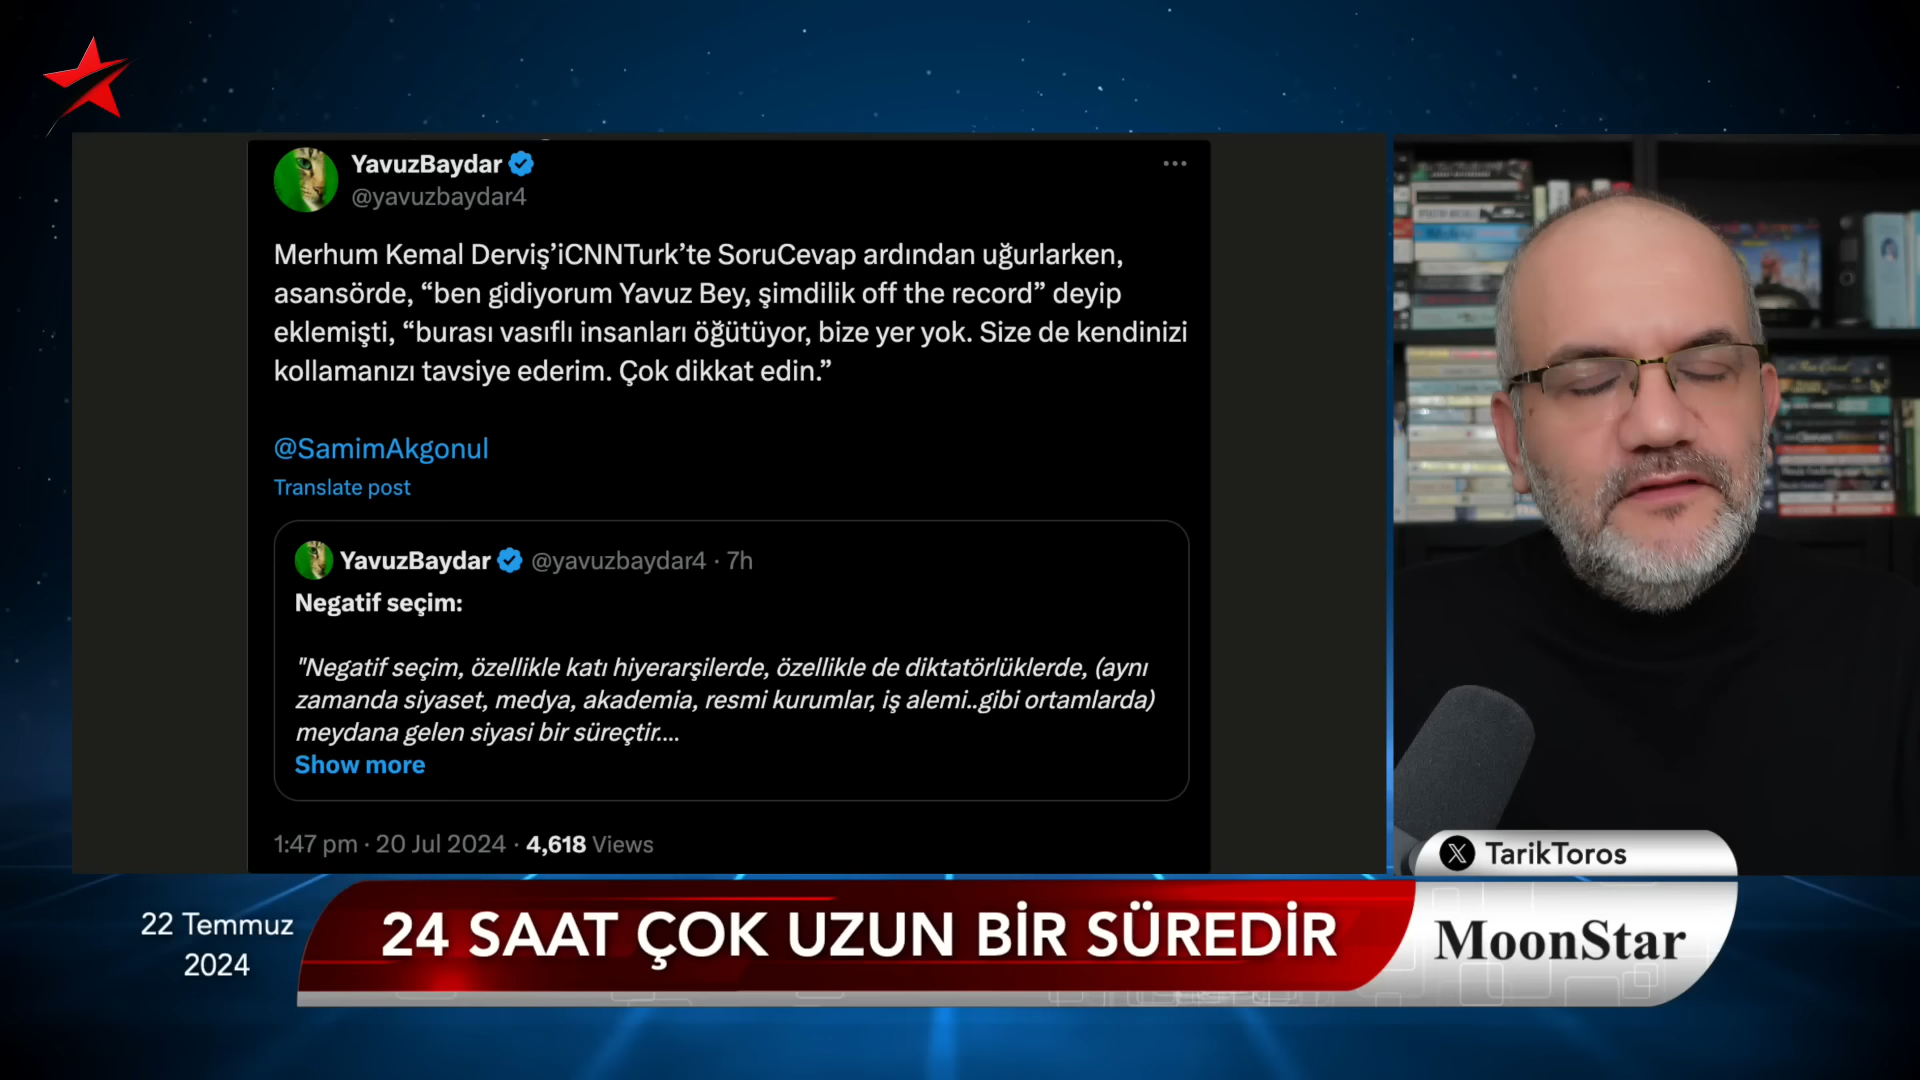 YavuzBaydar
@yavuzbaydar4
Merhum Kemal Derviş’iCNNTurk’te SoruCevap ardından uğurlarken,
asansörde, “ben gidiyorum Yavuz Bey, şimdilik off the record” deyip
eklemişti, “burası vasıflı insanları öğütüyor, bize yer yok. Size de kendinizi
kollamanızı tavsiye ederim. Çok dikkat edin.”
@SamimAkgonul
Translate post
YavuzBaydar @yavuzbaydar4 · 7h
Negatif seçim:
"Negatif seçim, özellikle katı hiyerarşilerde, özellikle de diktatörlüklerde, (aynı
zamanda siyaset, medya, akademia, resmi kurumlar, iş alemi..gibi ortamlarda)
meydana gelen siyasi bir süreçtir....
Show more
1:47 pm · 20 Jul 2024 · 4,618 Views
X TarikToros
22 Temmuz
2024
24 SAAT ÇOK UZUN BİR SÜREDİR
MoonStar